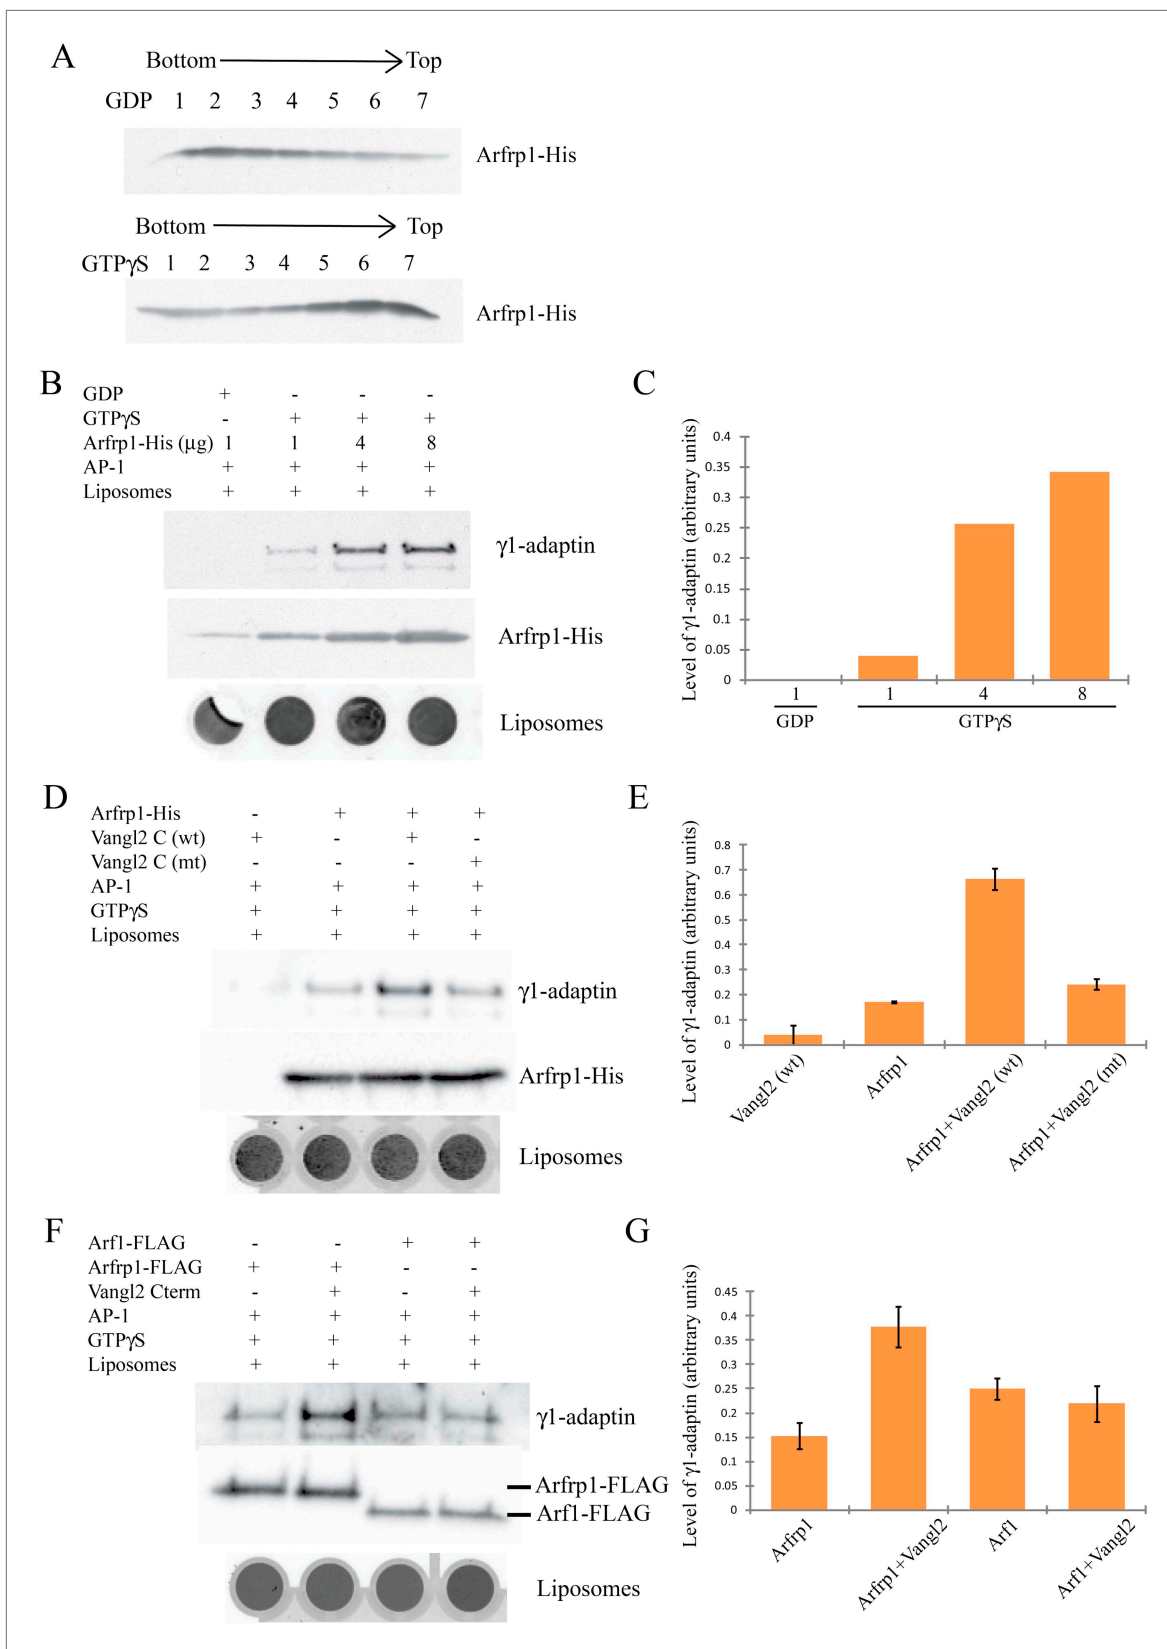 A
Bottom Top
GDP 1 2 3 4 5 6 7
Arfrp1-His
Bottom Top
GTPγS 1 2 3 4 5 6 7
Arfrp1-His
B
GDP + - - -
GTPγS - + + +
Arfrp1-His (μg) 1 1 4 8
AP-1 + + + +
Liposomes + + + +
γ1-adaptin
Arfrp1-His
Liposomes
C
Level of γ1-adaptin (arbitrary units)
0.4
0.35
0.3
0.25
0.2
0.15
0.1
0.05
0
1 1 4 8
GDP GTPγS
D
Arfrp1-His - + + +
Vangl2 C (wt) + - + -
Vangl2 C (mt) - - - +
AP-1 + + + +
GTPγS + + + +
Liposomes + + + +
γ1-adaptin
Arfrp1-His
Liposomes
E
Level of γ1-adaptin (arbitrary units)
0.8
0.7
0.6
0.5
0.4
0.3
0.2
0.1
0
Vangl2 (wt)
Arfrp1
Arfrp1+Vangl2 (wt)
Arfrp1+Vangl2 (mt)
F
Arf1-FLAG - - + +
Arfrp1-FLAG + + - -
Vangl2 Cterm - + - +
AP-1 + + + +
GTPγS + + + +
Liposomes + + + +
γ1-adaptin
Arfrp1-FLAG
Arf1-FLAG
Liposomes
G
Level of γ1-adaptin (arbitrary units)
0.45
0.4
0.35
0.3
0.25
0.2
0.15
0.1
0.05
0
Arfrp1
Arfrp1+Vangl2
Arf1
Arf1+Vangl2